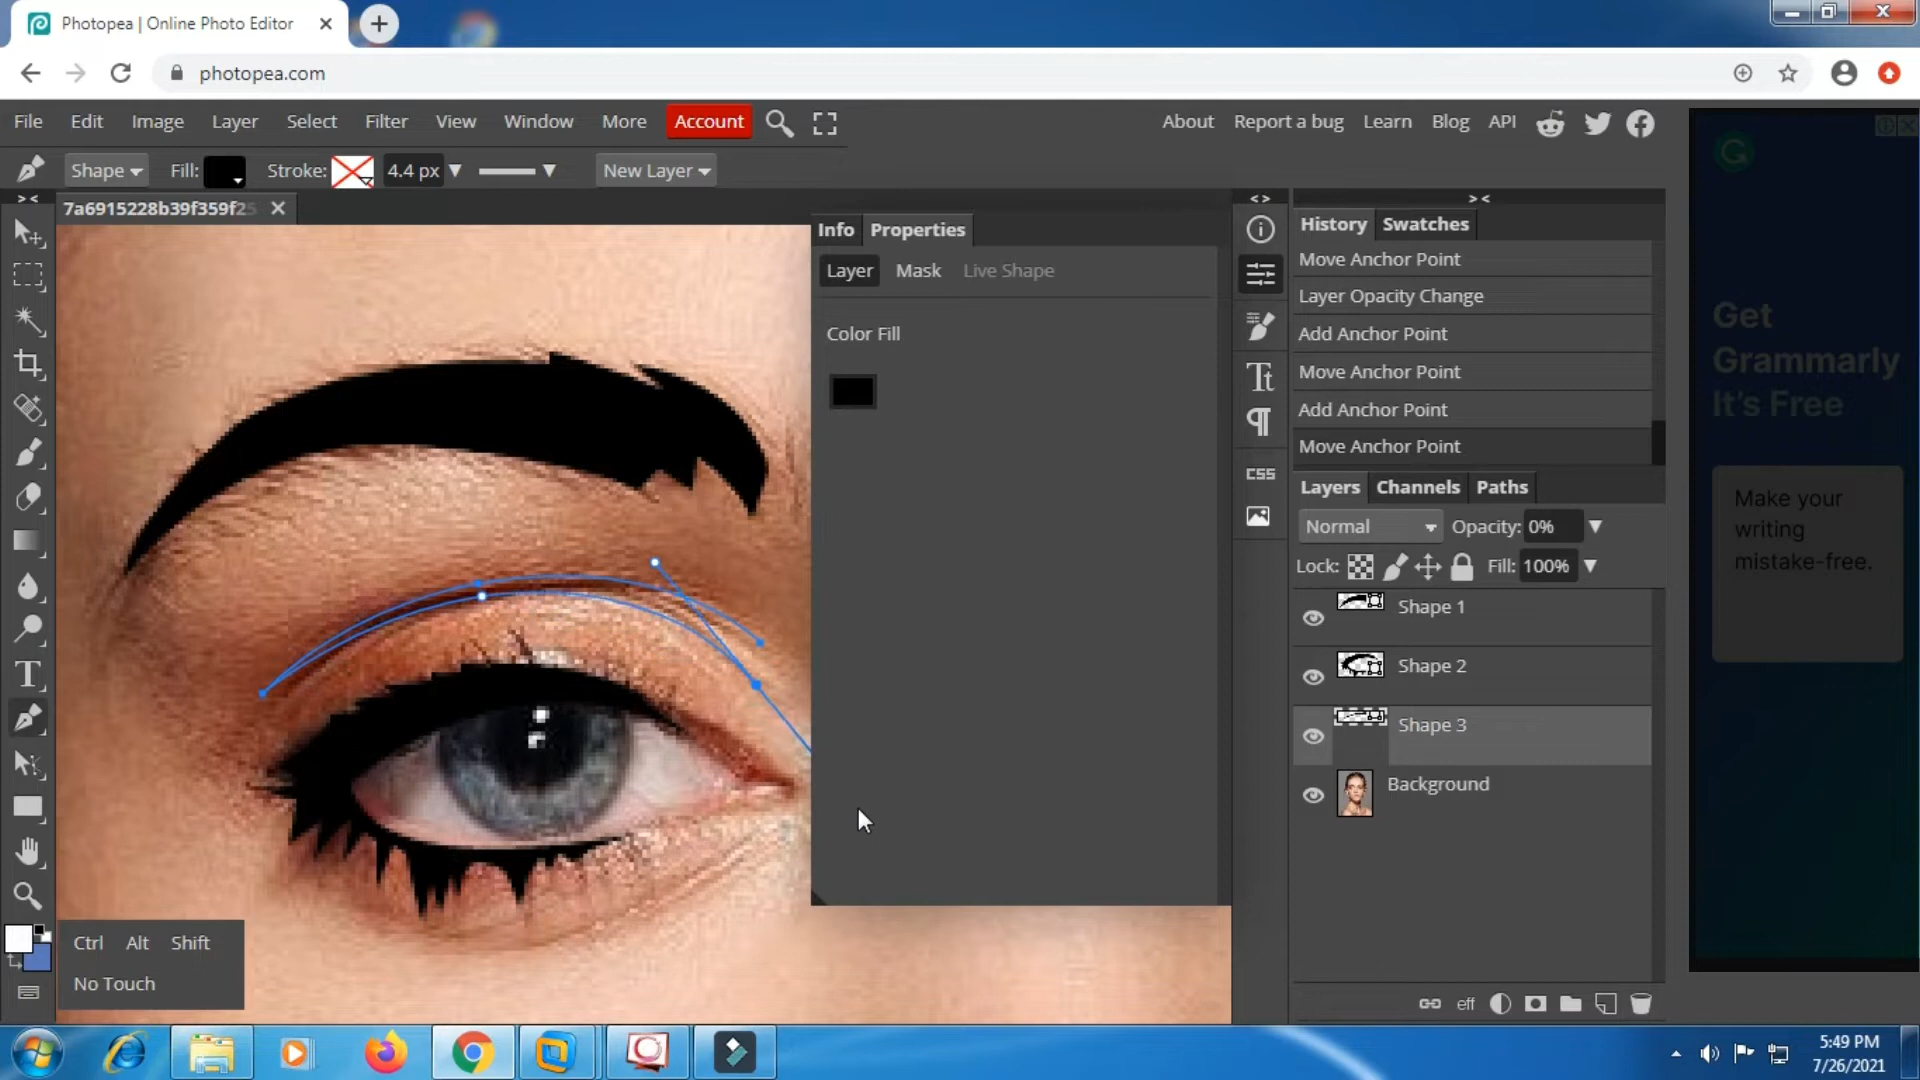 Photopea | Online Photo Editor
photopea.com
File Edit Image Layer Select Filter View Window More Account
About Report a bug Learn Blog API
Shape Fill: Stroke: 4.4 px New Layer
7a6915228b39f359f25
Info Properties
Layer Mask Live Shape
Color Fill
CSS
History Swatches
Move Anchor Point
Layer Opacity Change
Add Anchor Point
Move Anchor Point
Add Anchor Point
Move Anchor Point
Layers Channels Paths
Normal Opacity: 0%
Lock: Fill: 100%
Shape 1
Shape 2
Shape 3
Background
eff
Get
Grammarly
It's Free
Make your
writing
mistake-free.
Ctrl Alt Shift
No Touch
5:49 PM
7/26/2021